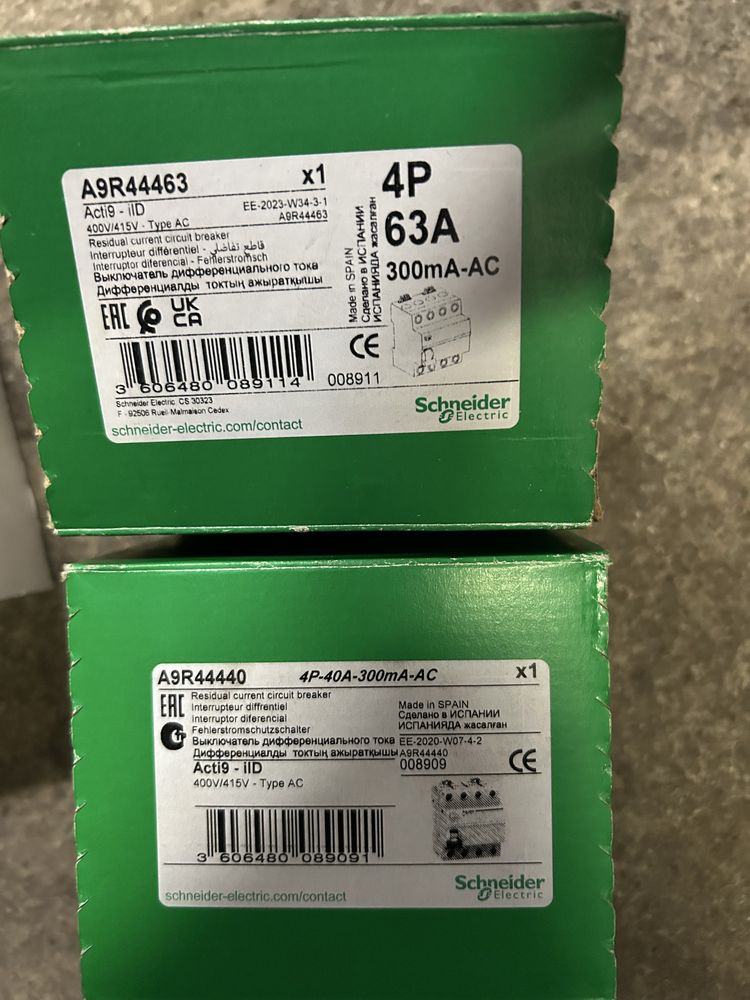 A9R44463
x1
Acti9 - iID
EE-2023-W34-3-1
400V/415V - Type AC
A9R44463
Residual current circuit breaker
Interrupteur différentiel - قاطع تفاضلي
Interruptor diferencial - Fehlerstromsch
Выключатель дифференциального тока
Дифференциалды токтың ажыратқышы
EAC
UK
CA
Made in SPAIN
Сделано в ИСПАНИИ
ИСПАНИЯДА жасалған
4P
63A
300mA-AC
CE
3 606480 089114
008911
Schneider Electric CS 30323
F - 92506 Rueil Malmaison Cedex
schneider-electric.com/contact
Schneider
Electric
A9R44440
4P-40A-300mA-AC
x1
EAC
Residual current circuit breaker
Interrupteur diffrentiel
Interruptor diferencial
Fehlerstromschutzschalter
Выключатель дифференциального тока
Дифференциалды токтың ажыратқышы
Made in SPAIN
Сделано в ИСПАНИИ
ИСПАНИЯДА жасалған
EE-2020-W07-4-2
A9R44440
008909
CE
Acti9 - iID
400V/415V - Type AC
3 606480 089091
schneider-electric.com/contact
Schneider
Electric